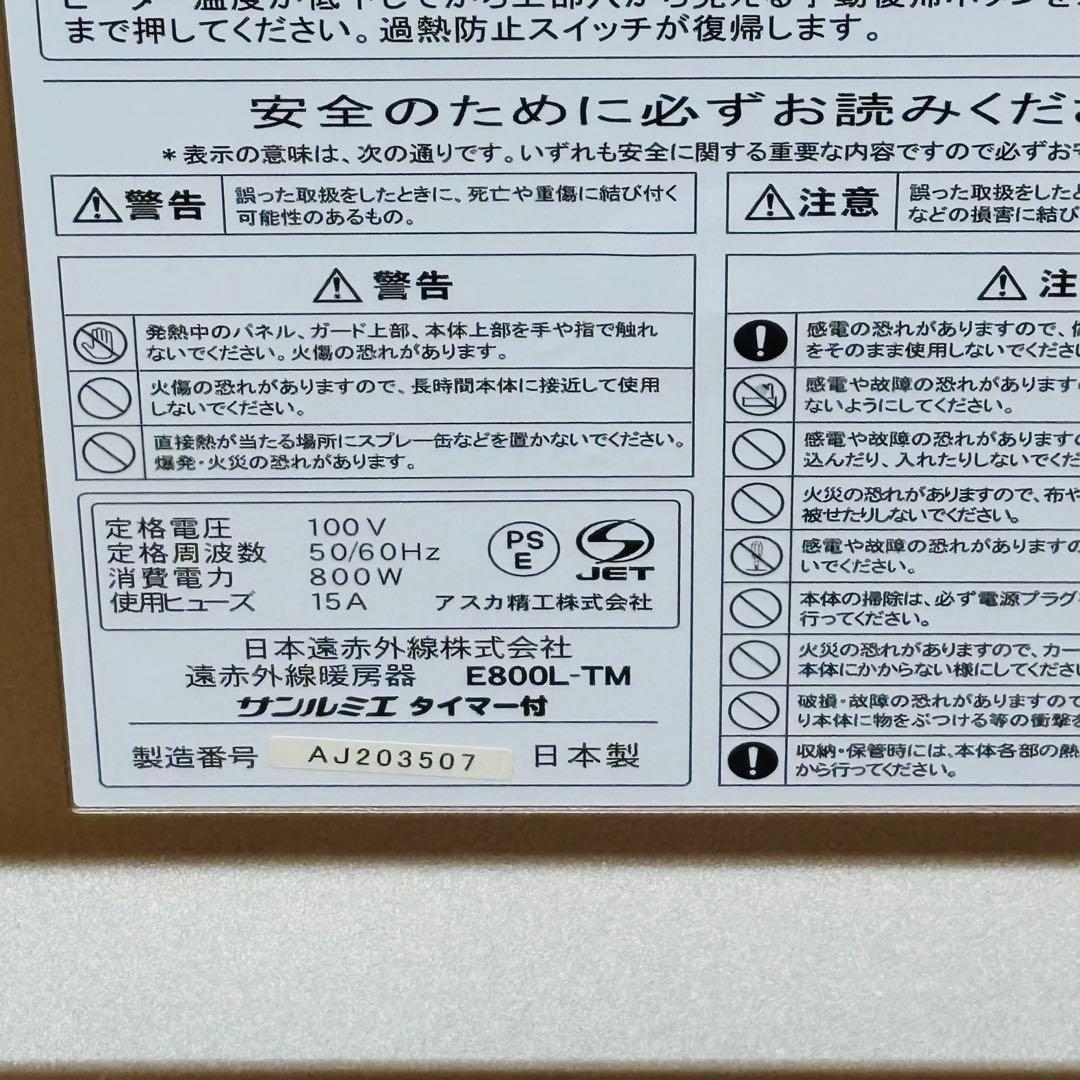 まで押してください。過熱防止スイッチが復帰します。
安全のために必ずお読みくだ
＊表示の意味は、次の通りです。いずれも安全に関する重要な内容ですので必ずお
警告
誤った取扱をしたときに、死亡や重傷に結び付く
可能性のあるもの。
注意
誤った取扱をした
などの損害に結び
警告
発熱中のパネル、ガード上部、本体上部を手や指で触れ
ないでください。火傷の恐れがあります。
火傷の恐れがありますので、長時間本体に接近して使用
しないでください。
直接熱が当たる場所にスプレー缶などを置かないでください。
爆発・火災の恐れがあります。
注
感電の恐れがありますので、
をそのまま使用しないでくださ
感電や故障の恐れがあります
ないようにしてください。
感電や故障の恐れがあります
込んだり、入れたりしないでくだ
火災の恐れがありますので、布や
被せたりしないでください。
感電や故障の恐れがあります
いでください。
本体の掃除は、必ず電源プラグ
行ってください。
火災の恐れがありますので、カー
本体にかからない様にしてくださ
破損・故障の恐れがありますので
り本体に物をぶつける等の衝撃を
収納・保管時には、本体各部の熱
から行ってください。
定格電圧 100V
定格周波数 50/60Hz
消費電力 800W
使用ヒューズ 15A
PS
E
JET
アスカ精工株式会社
日本遠赤外線株式会社
遠赤外線暖房器 E800L-TM
サンルミエ タイマー付
製造番号 AJ203507 日本製